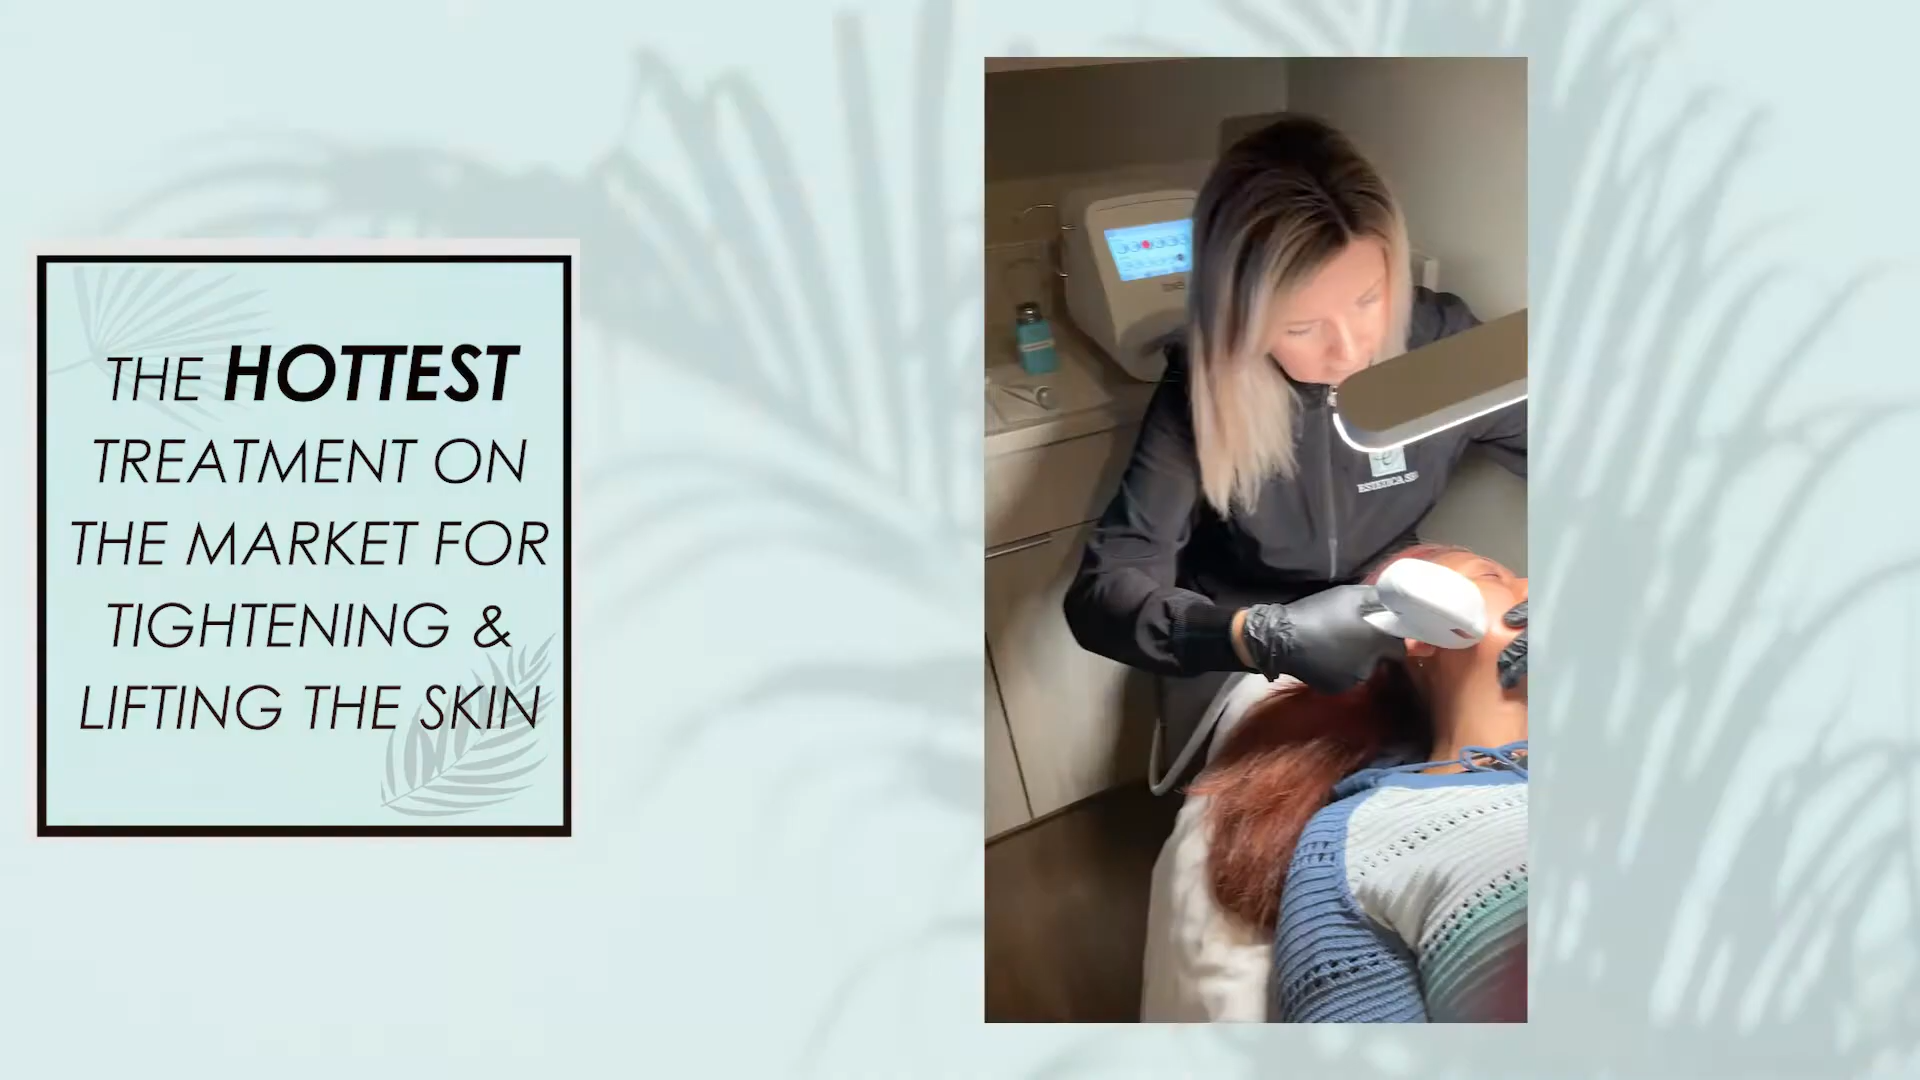 THE HOTTEST
TREATMENT ON
THE MARKET FOR
TIGHTENING &
LIFTING THE SKIN